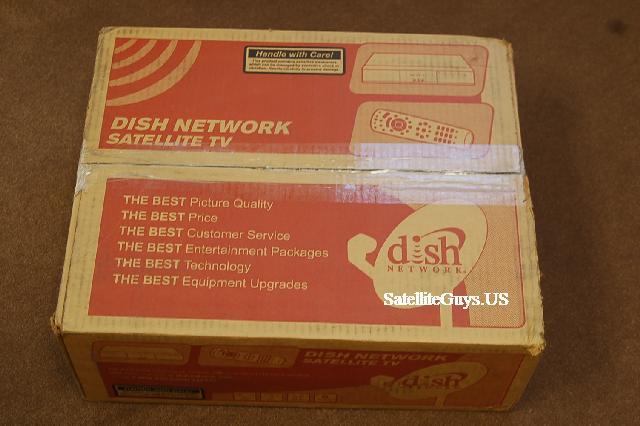 Handle with Care!
DISH NETWORK
SATELLITE TV
THE BEST Picture Quality
THE BEST Price
THE BEST Customer Service
THE BEST Entertainment Packages
THE BEST Technology
THE BEST Equipment Upgrades
dish
NETWORK
SatelliteGuys.US
DISH NETWORK
SATELLITE TV
dish